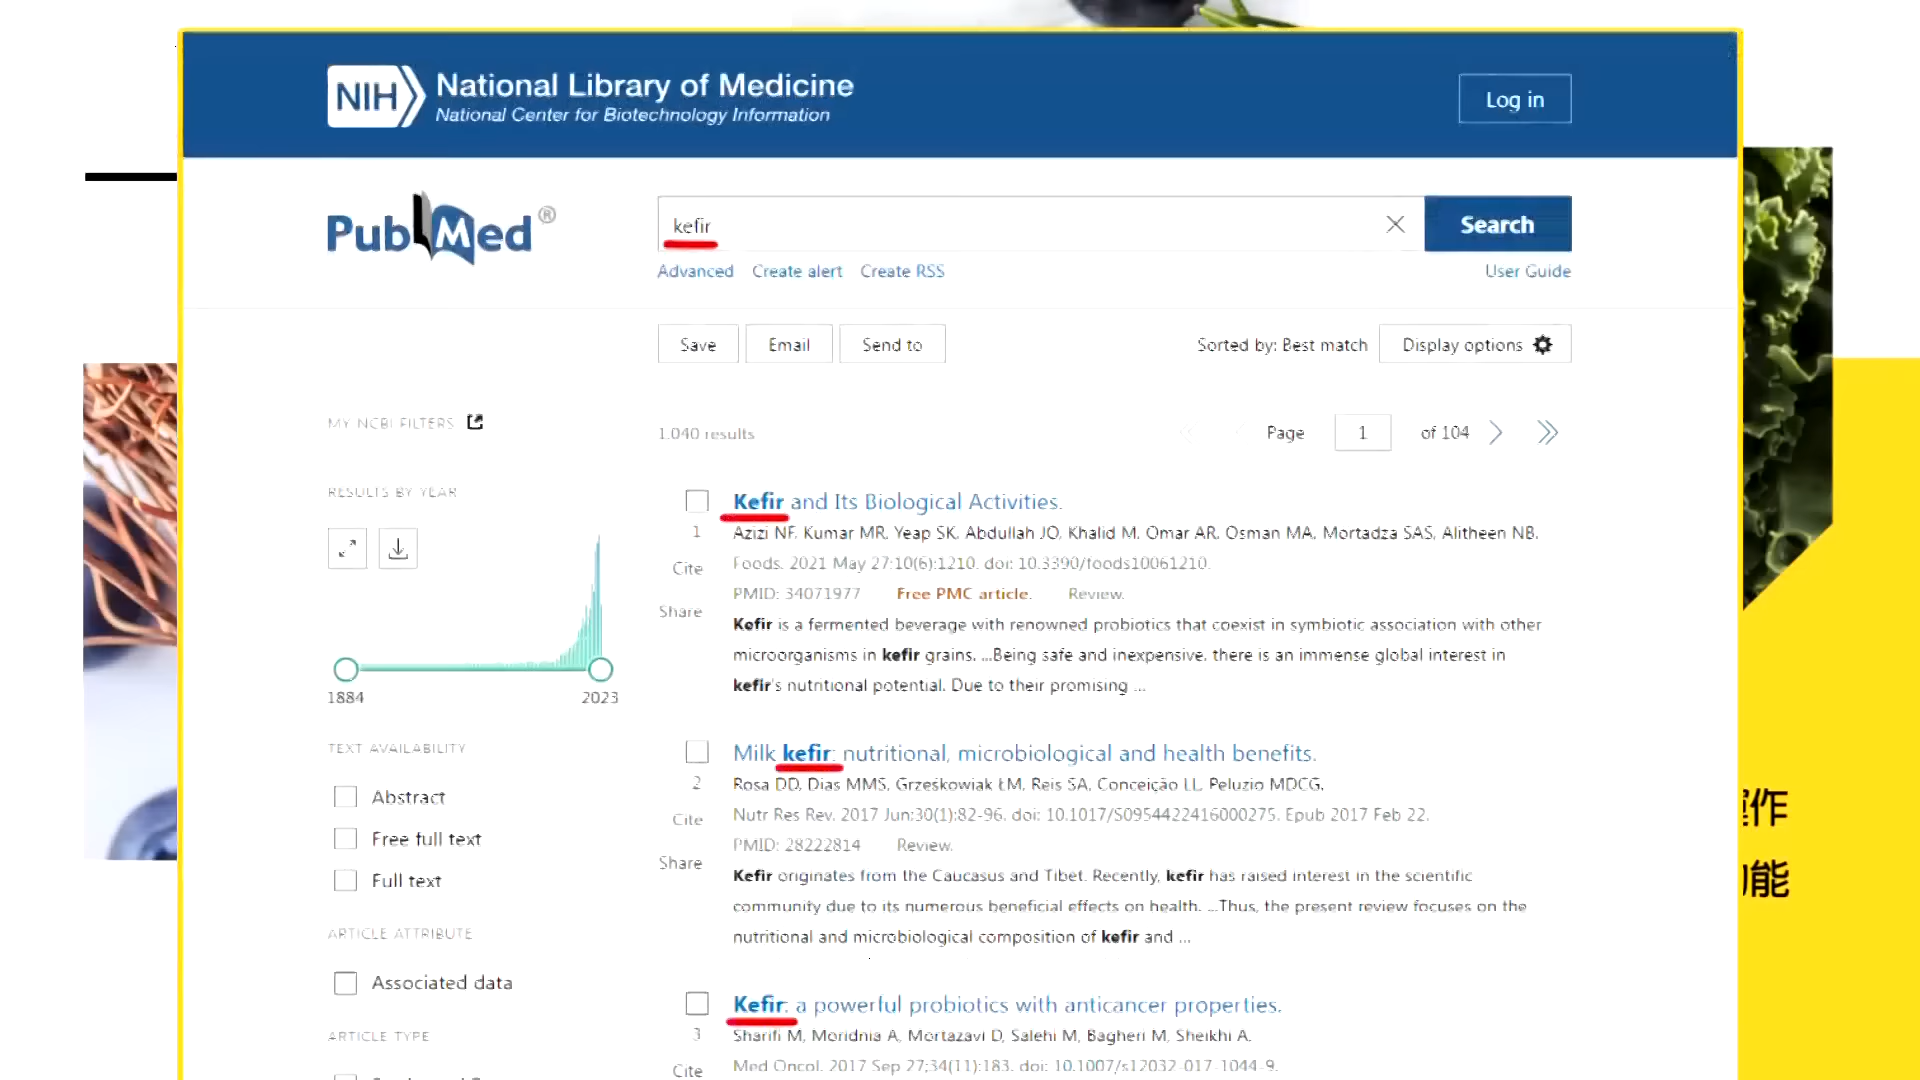 NIH National Library of Medicine
National Center for Biotechnology Information
Log in
PubMed®
kefir
Search
Advanced Create alert Create RSS
User Guide
Save Email Send to
Sorted by: Best match Display options
MY NCBI FILTERS
1.040 results
Page 1 of 104
RESULTS BY YEAR
1884 2023
TEXT AVAILABILITY
Abstract
Free full text
Full text
ARTICLE ATTRIBUTE
Associated data
ARTICLE TYPE
Kefir and Its Biological Activities.
1
Azizi NF, Kumar MR, Yeap SK, Abdullah JO, Khalid M, Omar AR, Osman MA, Mortadza SAS, Alitheen NB.
Cite
Foods. 2021 May 27;10(6):1210. doi: 10.3390/foods10061210.
PMID: 34071977 Free PMC article. Review.
Share
Kefir is a fermented beverage with renowned probiotics that coexist in symbiotic association with other
microorganisms in kefir grains. ...Being safe and inexpensive, there is an immense global interest in
kefir's nutritional potential. Due to their promising ...
Milk kefir: nutritional, microbiological and health benefits.
2
Rosa DD, Dias MMS, Grześkowiak ŁM, Reis SA, Conceição LL, Peluzio MDCG.
Cite
Nutr Res Rev. 2017 Jun;30(1):82-96. doi: 10.1017/S0954422416000275. Epub 2017 Feb 22.
PMID: 28222814 Review.
Share
Kefir originates from the Caucasus and Tibet. Recently, kefir has raised interest in the scientific
community due to its numerous beneficial effects on health. ...Thus, the present review focuses on the
nutritional and microbiological composition of kefir and ...
Kefir: a powerful probiotics with anticancer properties.
3
Sharifi M, Moridnia A, Mortazavi D, Salehi M, Bagheri M, Sheikhi A.
Cite
Med Oncol. 2017 Sep 27;34(11):183. doi: 10.1007/s12032-017-1044-9.
作
能